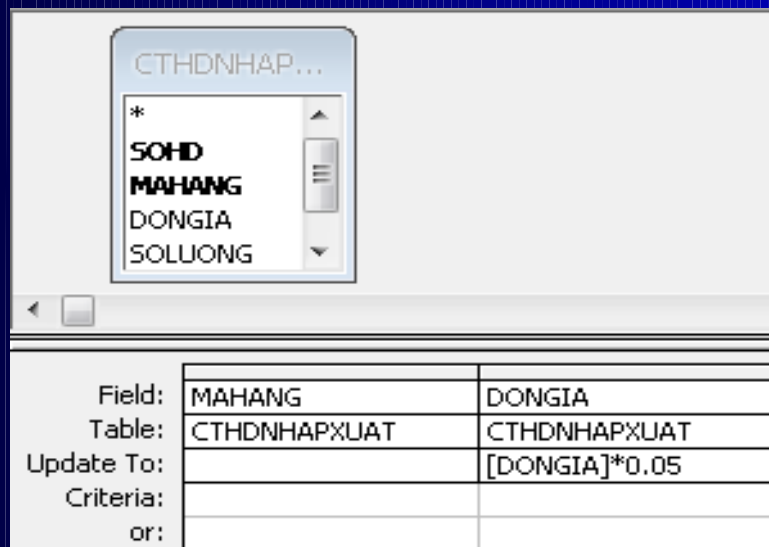 CTHDNHAP...
*
SOHD
MAHANG
DONGIA
SOLUONG
Field: MAHANG DONGIA
Table: CTHDNHAPXUAT CTHDNHAPXUAT
Update To: [DONGIA]*0.05
Criteria:
or: